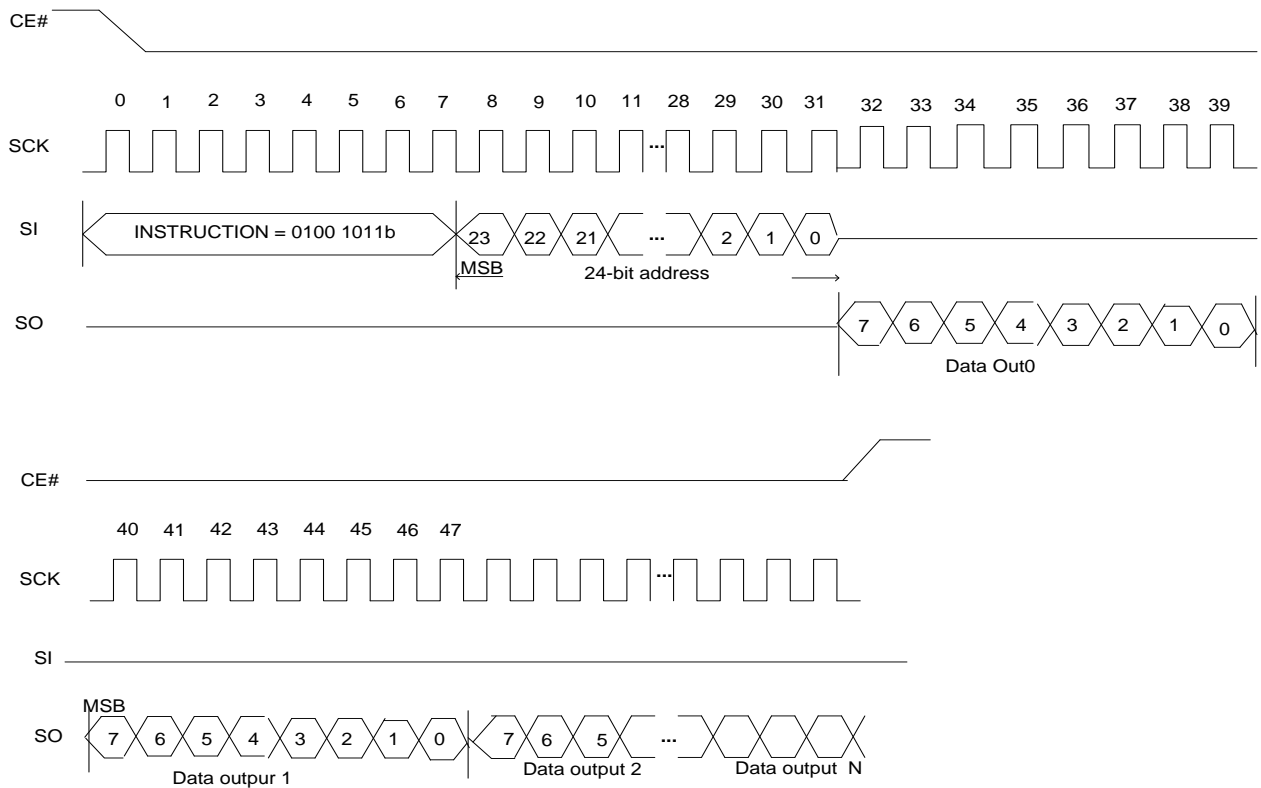 CE#
0 1 2 3 4 5 6 7 8 9 10 11 28 29 30 31 32 33 34 35 36 37 38 39
SCK ...
SI INSTRUCTION = 0100 1011b 23 22 21 ... 2 1 0
MSB 24-bit address
SO 7 6 5 4 3 2 1 0
Data Out0
CE#
40 41 42 43 44 45 46 47
SCK ...
SI
MSB
SO 7 6 5 4 3 2 1 0 7 6 5 ...
Data outpur 1 Data output 2 Data output N